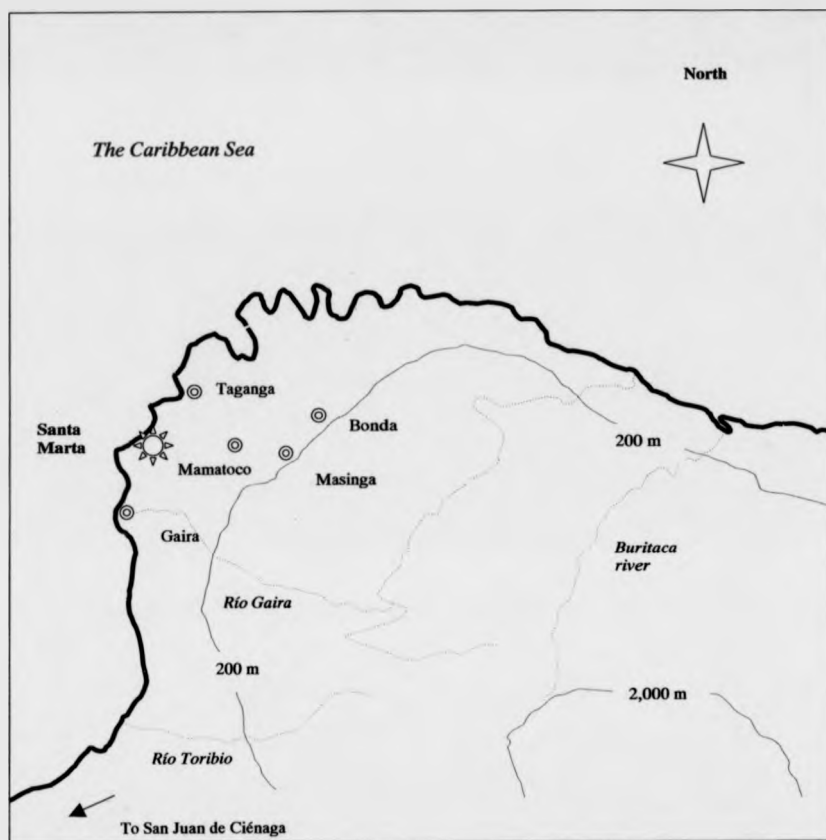 North
The Caribbean Sea
Taganga
Santa
Marta
Bonda
200 m
Mamatoco
Masinga
Gaira
Buritaca
river
Río Gaira
200 m
2,000 m
Río Toribio
To San Juan de Ciénaga